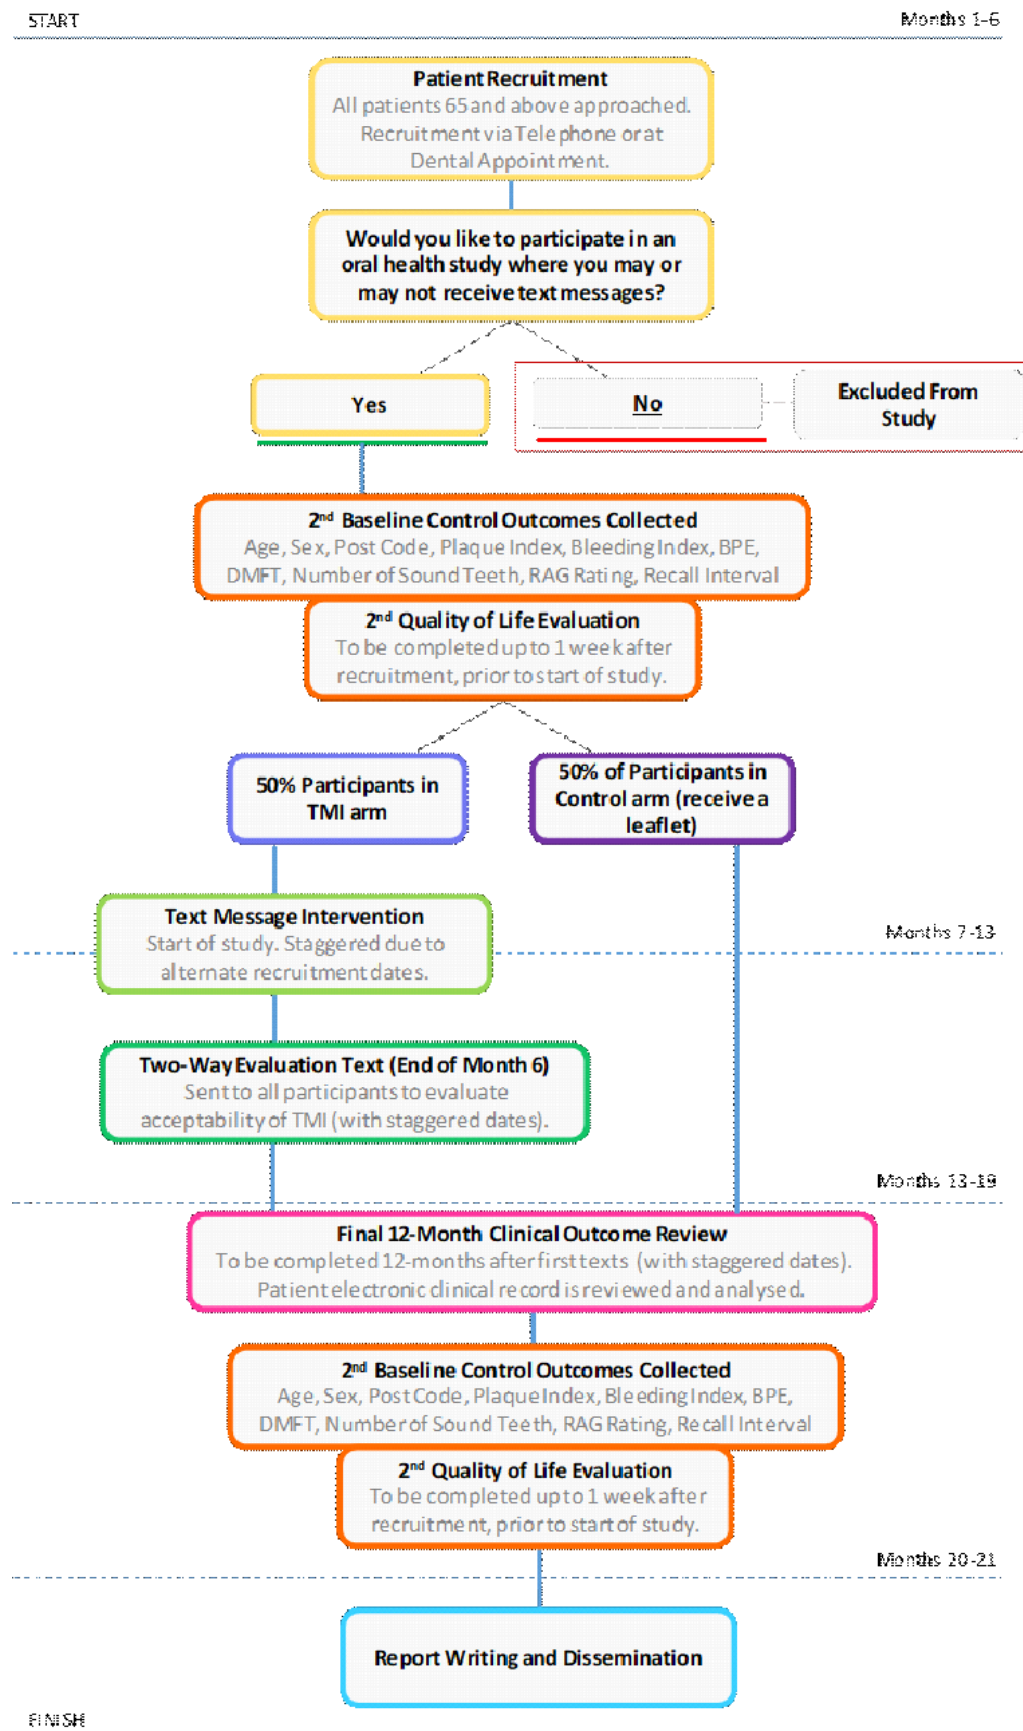 START
Months 1-6
Patient Recruitment
All patients 65 and above approached.
Recruitment via Telephone or at
Dental Appointment.
Would you like to participate in an
oral health study where you may or
may not receive text messages?
Yes
No
Excluded From
Study
2nd Baseline Control Outcomes Collected
Age, Sex, Post Code, Plaque Index, Bleeding Index, BPE,
DMFT, Number of Sound Teeth, RAG Rating, Recall Interval
2nd Quality of Life Evaluation
To be completed up to 1 week after
recruitment, prior to start of study.
50% Participants in
TMI arm
50% of Participants in
Control arm (receive a
leaflet)
Text Message Intervention
Start of study. Staggered due to
alternate recruitment dates.
Months 7-13
Two-Way Evaluation Text (End of Month 6)
Sent to all participants to evaluate
acceptability of TMI (with staggered dates).
Months 13-19
Final 12-Month Clinical Outcome Review
To be completed 12-months after first texts (with staggered dates).
Patient electronic clinical record is reviewed and analysed.
2nd Baseline Control Outcomes Collected
Age, Sex, Post Code, Plaque Index, Bleeding Index, BPE,
DMFT, Number of Sound Teeth, RAG Rating, Recall Interval
2nd Quality of Life Evaluation
To be completed up to 1 week after
recruitment, prior to start of study.
Months 20-21
Report Writing and Dissemination
FINISH